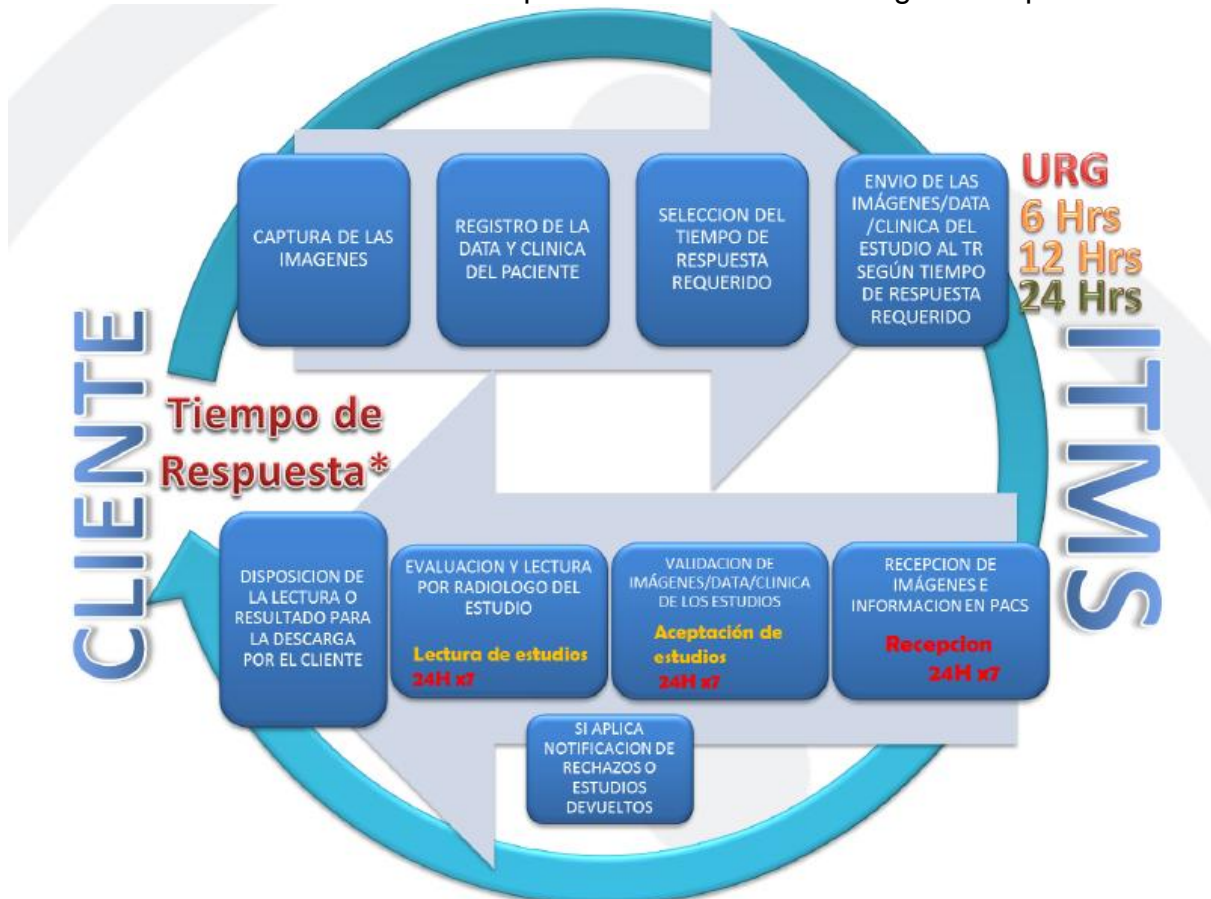 CAPTURA DE LAS
IMAGENES
REGISTRO DE LA
DATA Y CLINICA
DEL PACIENTE
SELECCION DEL
TIEMPO DE
RESPUESTA
REQUERIDO
ENVIO DE LAS
IMÁGENES/DATA
/CLINICA DEL
ESTUDIO AL TR
SEGÚN TIEMPO
DE RESPUESTA
REQUERIDO
URG
6 Hrs
12 Hrs
24 Hrs
CLIENTE
Tiempo de
Respuesta*
ITMS
DISPOSICION DE
LA LECTURA O
RESULTADO PARA
LA DESCARGA
POR EL CLIENTE
EVALUACION Y LECTURA
POR RADIOLOGO DEL
ESTUDIO
Lectura de estudios
24H x7
VALIDACION DE
IMÁGENES/DATA/CLINICA
DE LOS ESTUDIOS
Aceptación de
estudios
24H x7
RECEPCION DE
IMÁGENES E
INFORMACION EN PACS
Recepcion
24H x7
SI APLICA
NOTIFICACION DE
RECHAZOS O
ESTUDIOS
DEVUELTOS